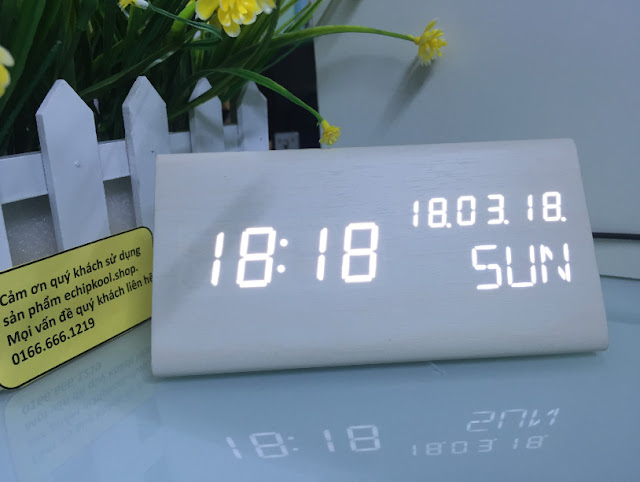 18:18
18.03.18.
SUN
Cảm ơn quý khách sử dụng
sản phẩm echipkool.shop.
Mọi vấn đề quý khách liên hệ
0166.666.1219